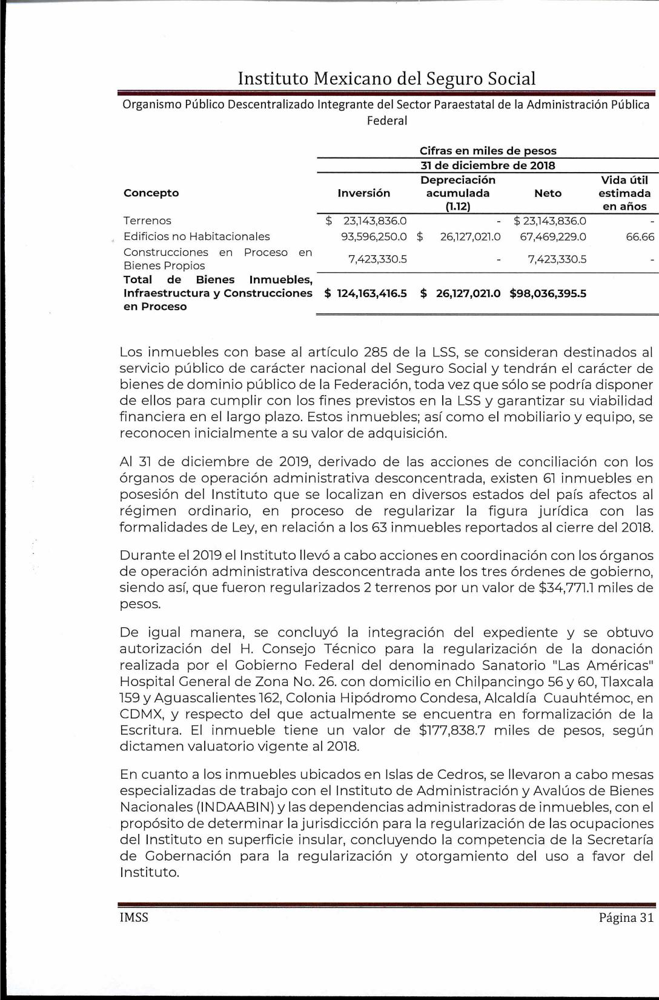 Instituto Mexicano del Seguro Social
Organismo Público Descentralizado Integrante del Sector Paraestatal de la Administración Pública
Federal
Cifras en miles de pesos
31 de diciembre de 2018
Depreciación Vida útil
Concepto Inversión acumulada Neto estimada
(1.12) en años
Terrenos $ 23,143,836.0 - $ 23,143,836.0 -
Edificios no Habitacionales 93,596,250.0 $ 26,127,021.0 67,469,229.0 66.66
Construcciones en Proceso en
Bienes Propios 7,423,330.5 - 7,423,330.5 -
Total de Bienes Inmuebles,
Infraestructura y Construcciones $ 124,163,416.5 $ 26,127,021.0 $98,036,395.5
en Proceso
Los inmuebles con base al artículo 285 de la LSS, se consideran destinados al
servicio público de carácter nacional del Seguro Social y tendrán el carácter de
bienes de dominio público de la Federación, toda vez que sólo se podría disponer
de ellos para cumplir con los fines previstos en la LSS y garantizar su viabilidad
financiera en el largo plazo. Estos inmuebles; así como el mobiliario y equipo, se
reconocen inicialmente a su valor de adquisición.
Al 31 de diciembre de 2019, derivado de las acciones de conciliación con los
órganos de operación administrativa desconcentrada, existen 61 inmuebles en
posesión del Instituto que se localizan en diversos estados del país afectos al
régimen ordinario, en proceso de regularizar la figura jurídica con las
formalidades de Ley, en relación a los 63 inmuebles reportados al cierre del 2018.
Durante el 2019 el Instituto llevó a cabo acciones en coordinación con los órganos
de operación administrativa desconcentrada ante los tres órdenes de gobierno,
siendo así, que fueron regularizados 2 terrenos por un valor de $34,771.1 miles de
pesos.
De igual manera, se concluyó la integración del expediente y se obtuvo
autorización del H. Consejo Técnico para la regularización de la donación
realizada por el Gobierno Federal del denominado Sanatorio "Las Américas"
Hospital General de Zona No. 26. con domicilio en Chilpancingo 56 y 60, Tlaxcala
159 y Aguascalientes 162, Colonia Hipódromo Condesa, Alcaldía Cuauhtémoc, en
CDMX, y respecto del que actualmente se encuentra en formalización de la
Escritura. El inmueble tiene un valor de $177,838.7 miles de pesos, según
dictamen valuatorio vigente al 2018.
En cuanto a los inmuebles ubicados en Islas de Cedros, se llevaron a cabo mesas
especializadas de trabajo con el Instituto de Administración y Avalúos de Bienes
Nacionales (INDAABIN) y las dependencias administradoras de inmuebles, con el
propósito de determinar la jurisdicción para la regularización de las ocupaciones
del Instituto en superficie insular, concluyendo la competencia de la Secretaría
de Gobernación para la regularización y otorgamiento del uso a favor del
Instituto.
IMSS Página 31